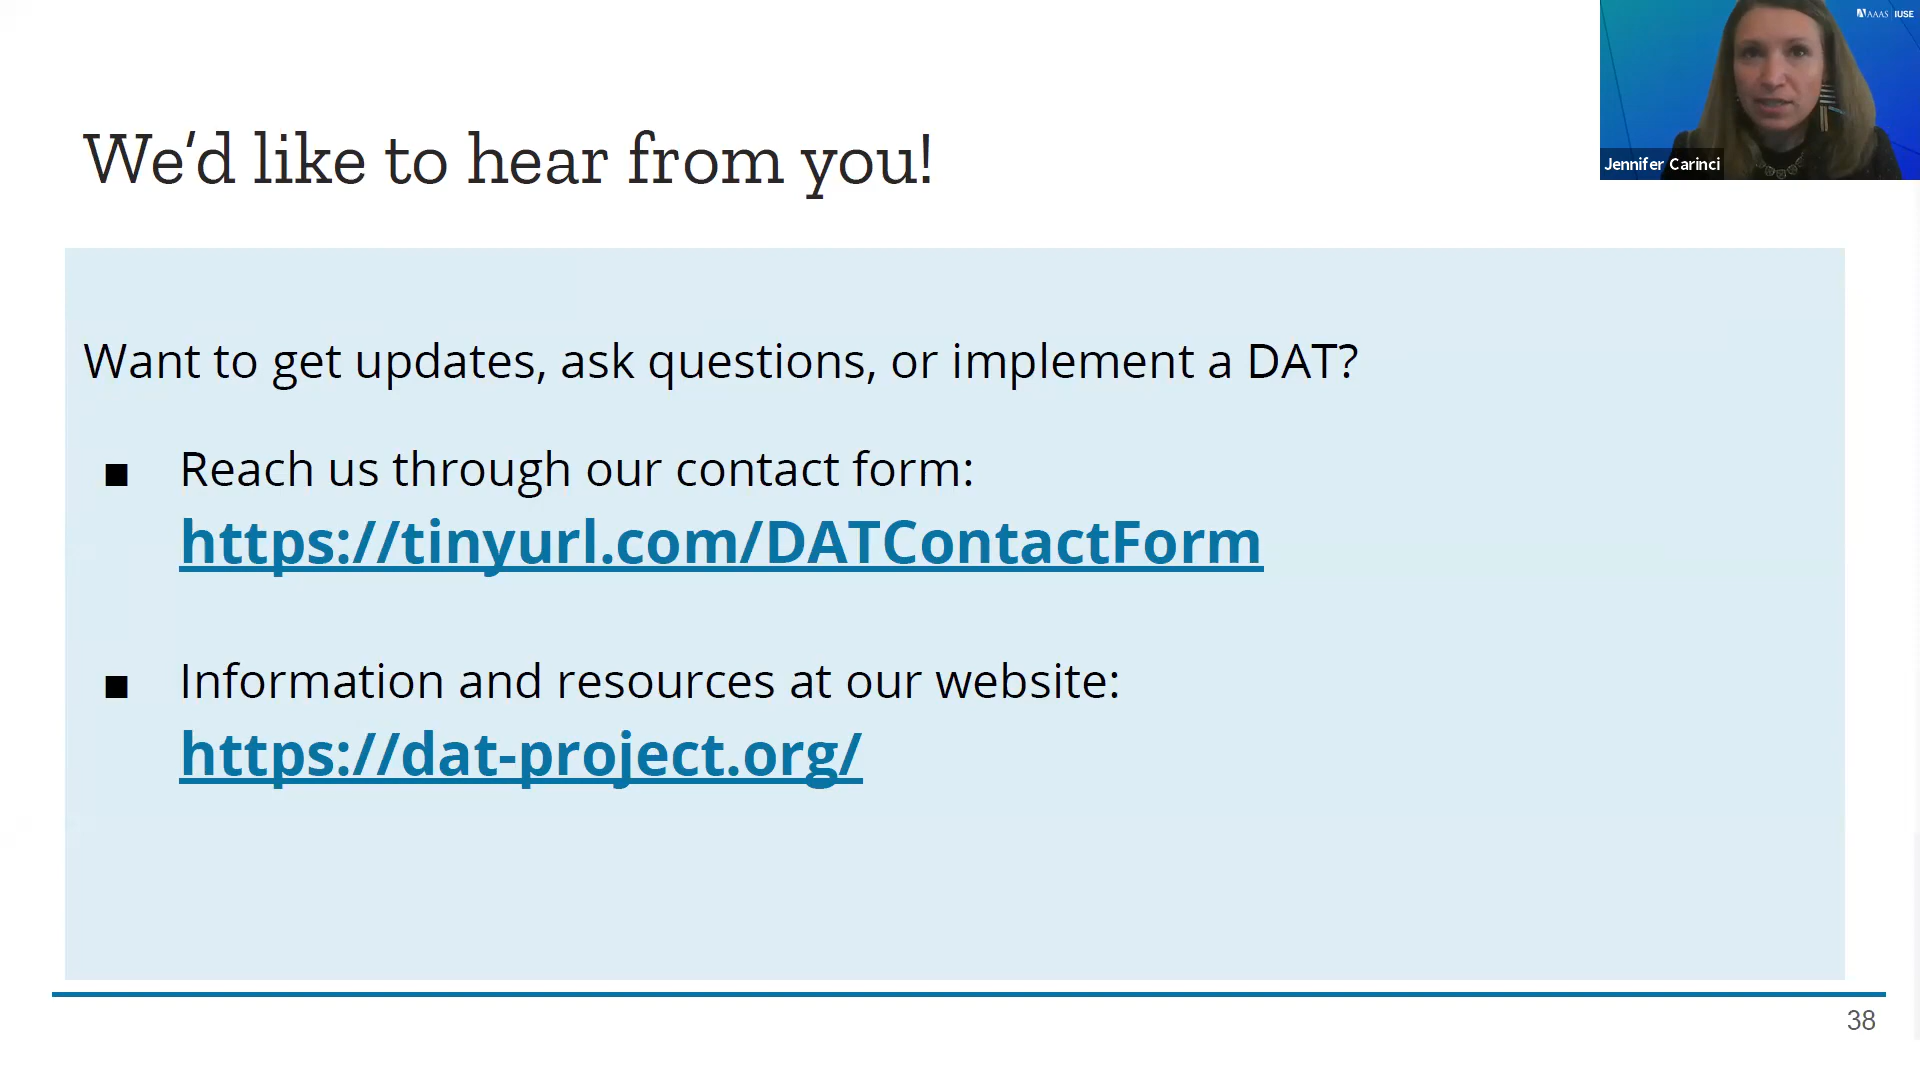 AAAS | IUSE
Jennifer Carinci
We'd like to hear from you!
Want to get updates, ask questions, or implement a DAT?
■ Reach us through our contact form:
https://tinyurl.com/DATContactForm
■ Information and resources at our website:
https://dat-project.org/
38